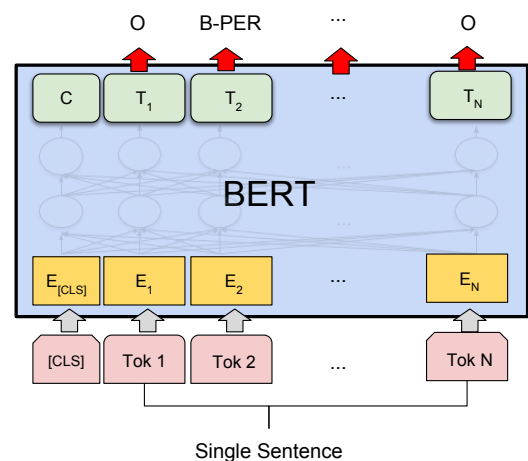 O B-PER ... O
C T1 T2 ... TN
...
BERT
...
E[CLS] E1 E2 ... EN
[CLS] Tok 1 Tok 2 ... Tok N
Single Sentence